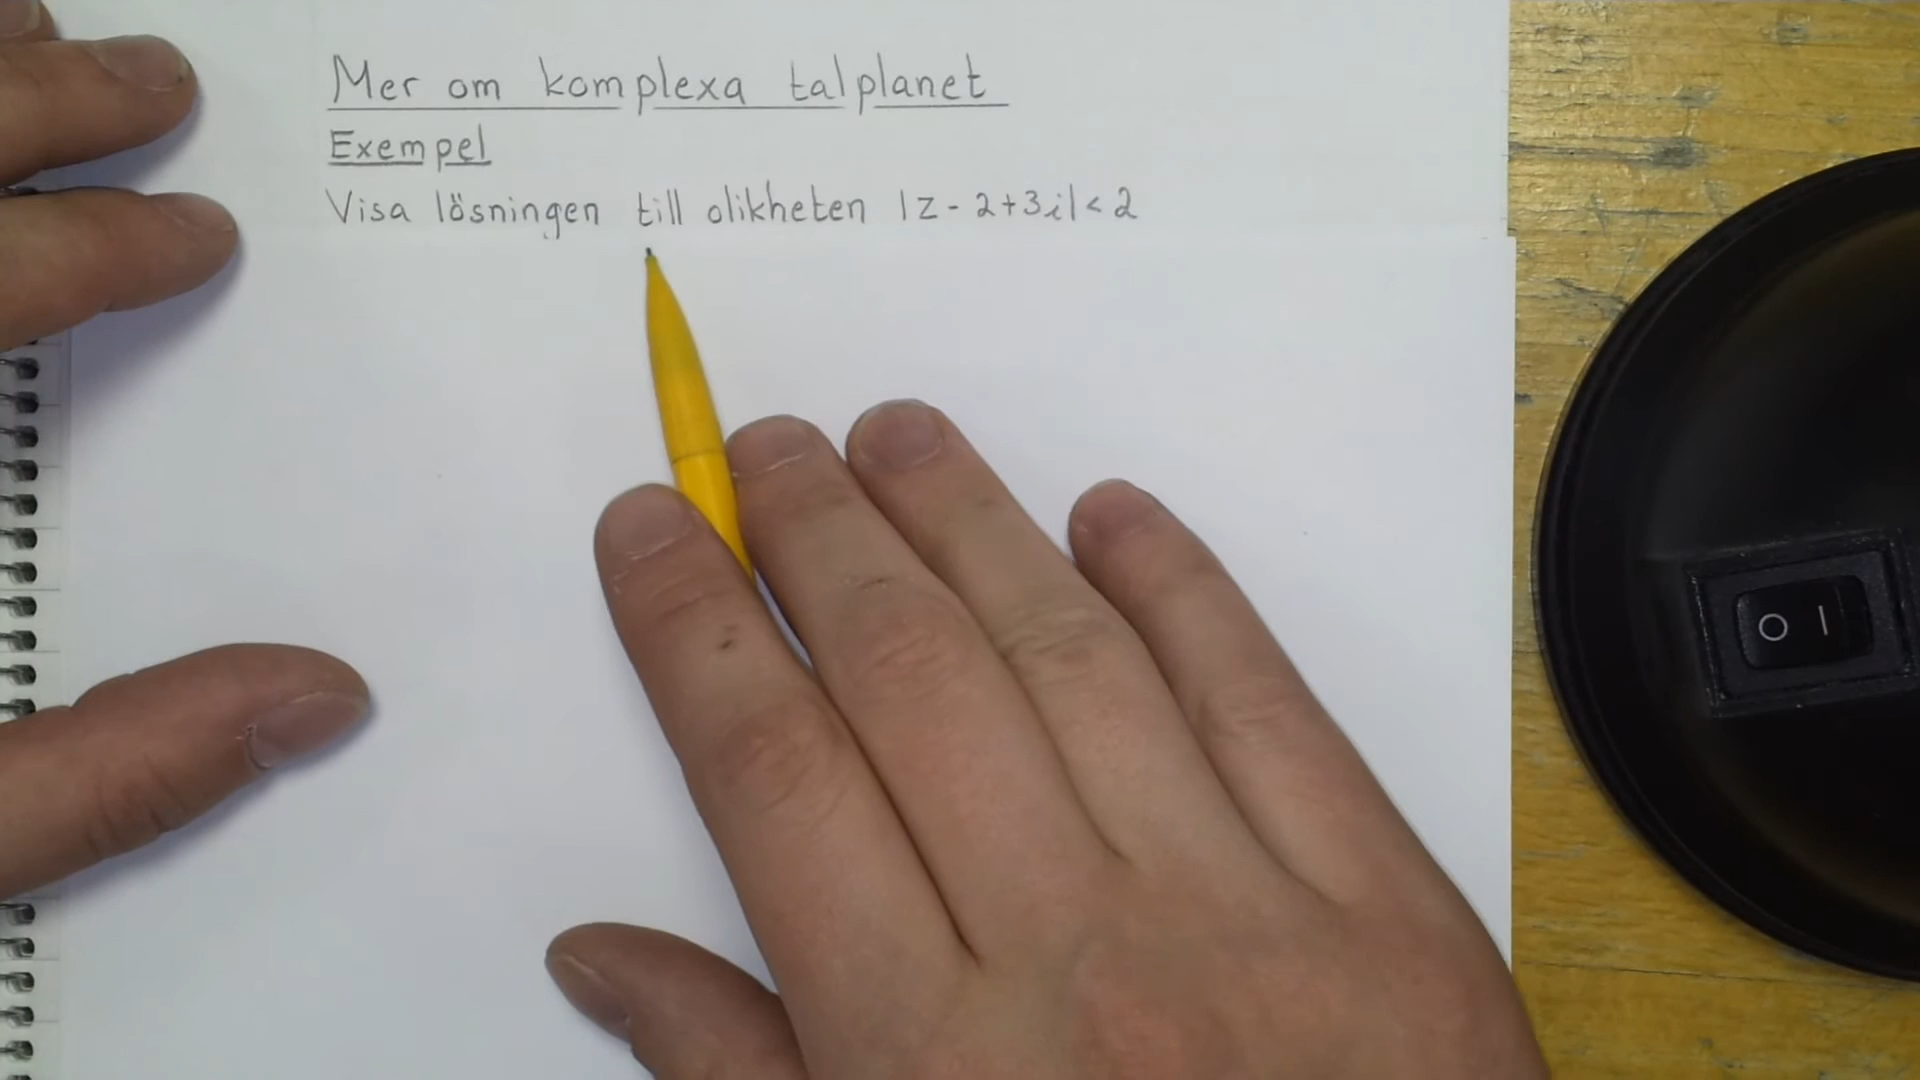 Mer om komplexa talplanet
Exempel
Visa lösningen till olikheten |z - 2+3i|< 2
O I